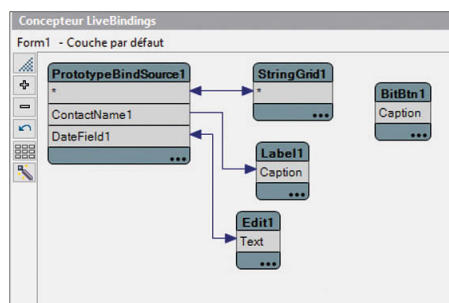 Concepteur LiveBindings
Form1 - Couche par défaut
PrototypeBindSource1
*
ContactName1
DateField1
...
StringGrid1
*
...
BitBtn1
Caption
...
Label1
Caption
...
Edit1
Text
...